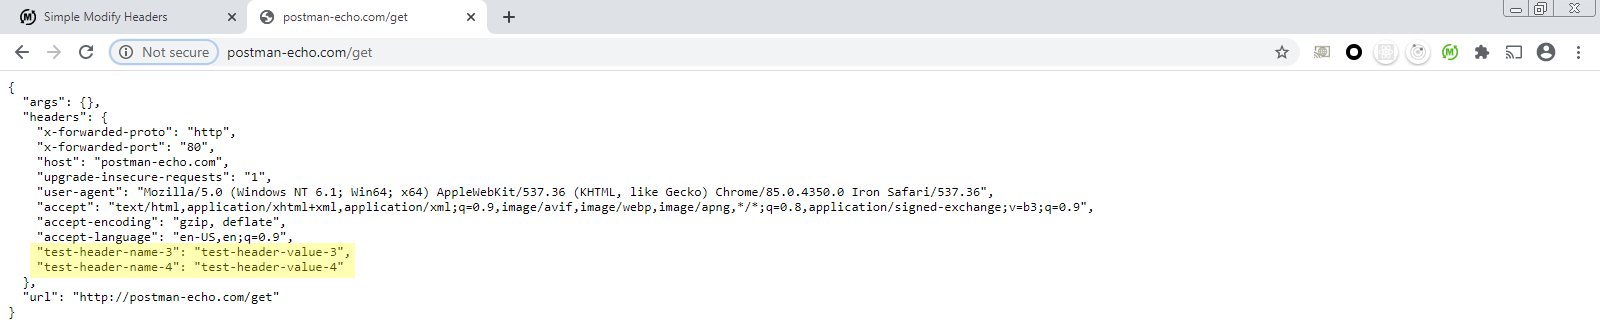 Simple Modify Headers
postman-echo.com/get
Not secure
postman-echo.com/get
{
  "args": {},
  "headers": {
    "x-forwarded-proto": "http",
    "x-forwarded-port": "80",
    "host": "postman-echo.com",
    "upgrade-insecure-requests": "1",
    "user-agent": "Mozilla/5.0 (Windows NT 6.1; Win64; x64) AppleWebKit/537.36 (KHTML, like Gecko) Chrome/85.0.4350.0 Iron Safari/537.36",
    "accept": "text/html,application/xhtml+xml,application/xml;q=0.9,image/avif,image/webp,image/apng,*/*;q=0.8,application/signed-exchange;v=b3;q=0.9",
    "accept-encoding": "gzip, deflate",
    "accept-language": "en-US,en;q=0.9",
    "test-header-name-3": "test-header-value-3",
    "test-header-name-4": "test-header-value-4"
  },
  "url": "http://postman-echo.com/get"
}